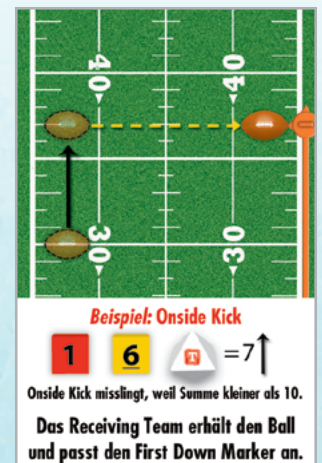 40 40
30 30
Beispiel: Onside Kick
1 6 T =7
Onside Kick misslingt, weil Summe kleiner als 10.
Das Receiving Team erhält den Ball
und passt den First Down Marker an.